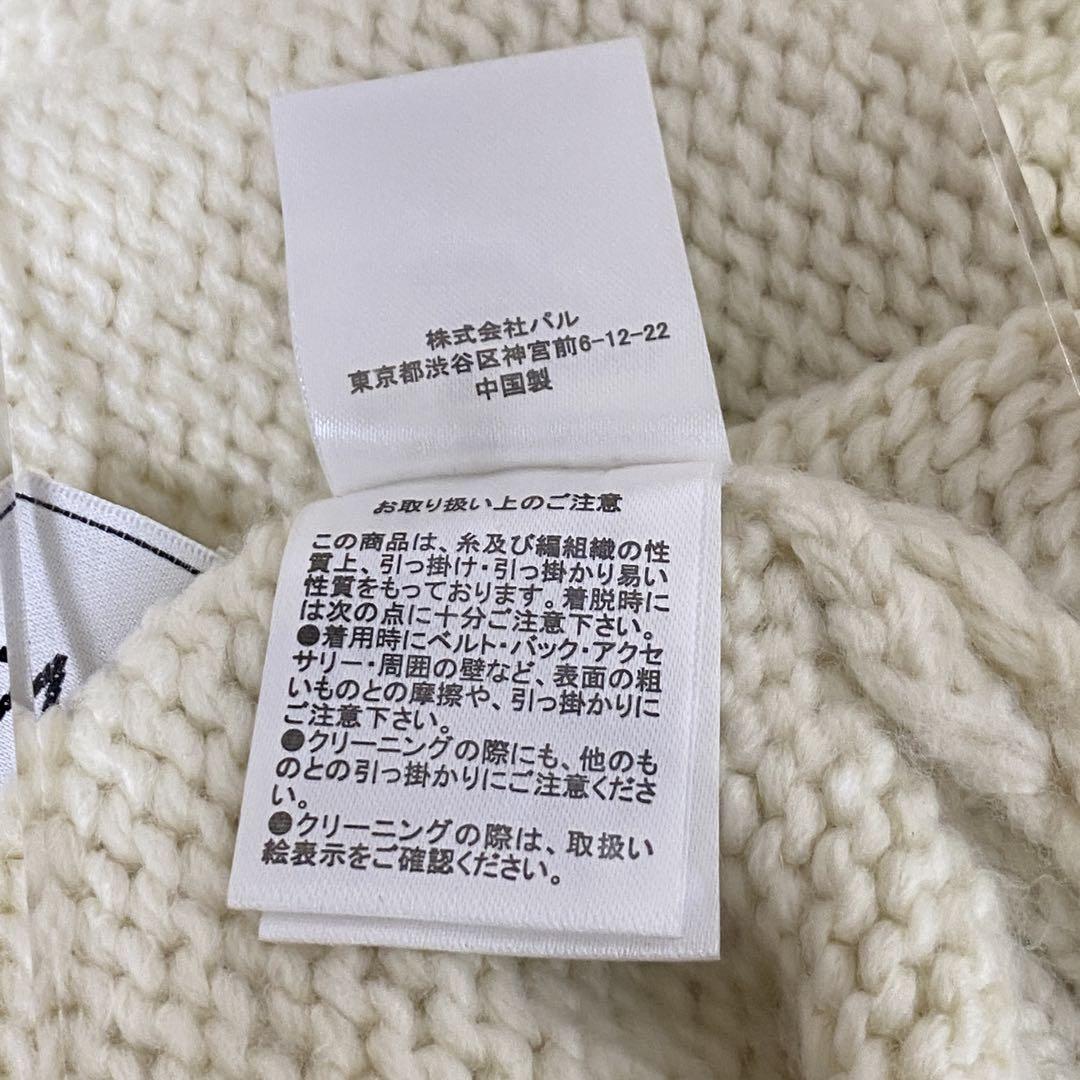 株式会社パル
東京都渋谷区神宮前6-12-22
中国製
お取り扱い上のご注意
この商品は、糸及び編組織の性
質上、引っ掛け・引っ掛かり易い
性質をもっております。着脱時に
は次の点に十分ご注意下さい。
●着用時にベルト・バック・アクセ
サリー・周囲の壁など、表面の粗
いものとの摩擦や、引っ掛かりに
ご注意下さい。
●クリーニングの際にも、他のも
のとの引っ掛かりにご注意くださ
い。
●クリーニングの際は、取扱い
絵表示をご確認ください。